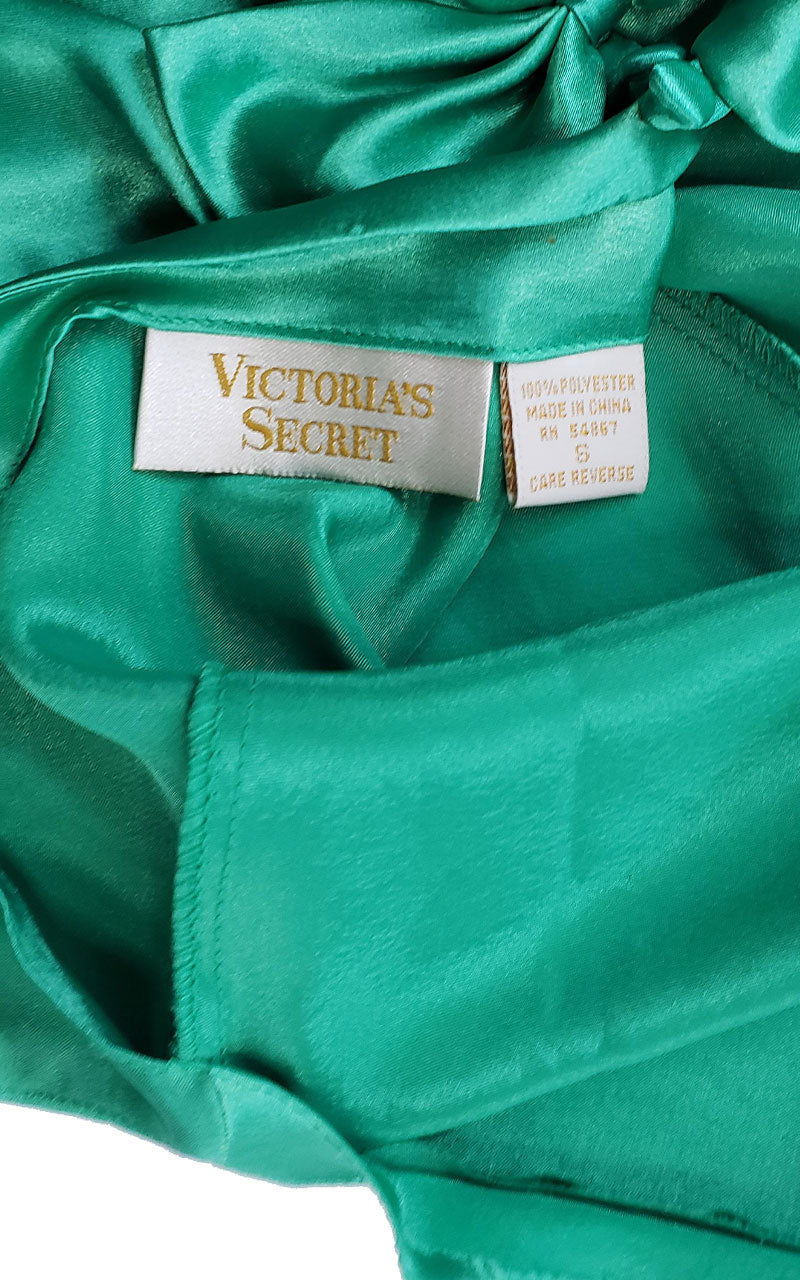 VICTORIA'S
SECRET
100% POLYESTER
MADE IN CHINA
RN 54867
S
CARE REVERSE